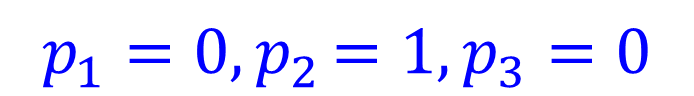 p₁ = 0, p₂ = 1, p₃ = 0